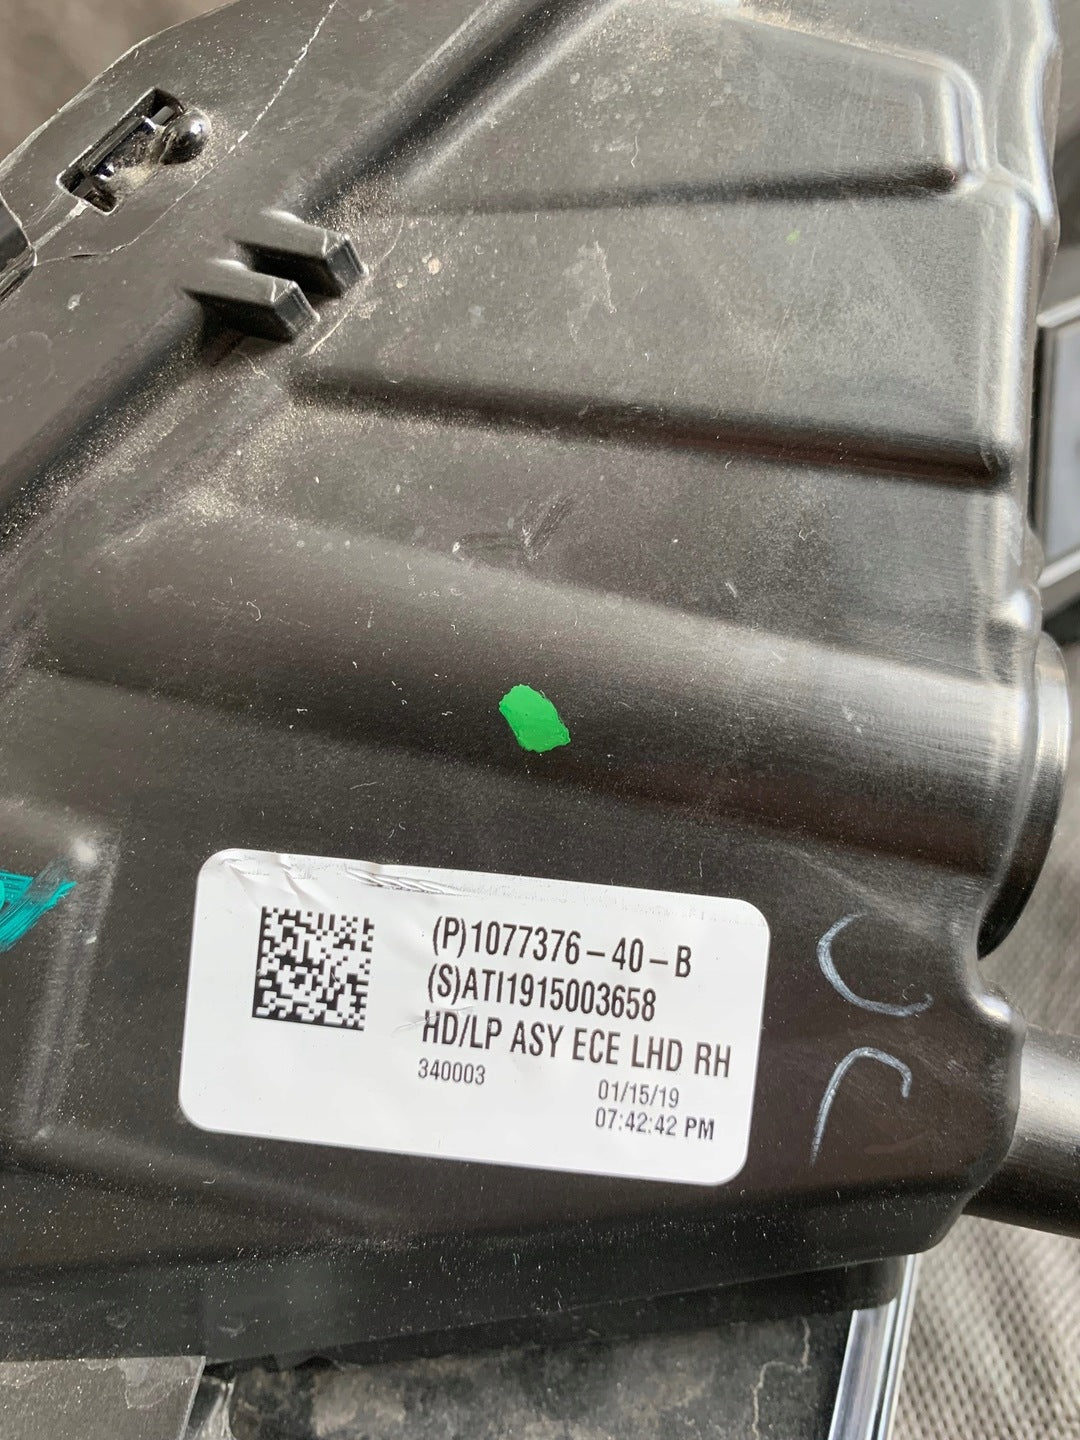 (P)1077376-40-B
(S)ATI1915003658
HD/LP ASY ECE LHD RH
340003
01/15/19
07:42:42 PM